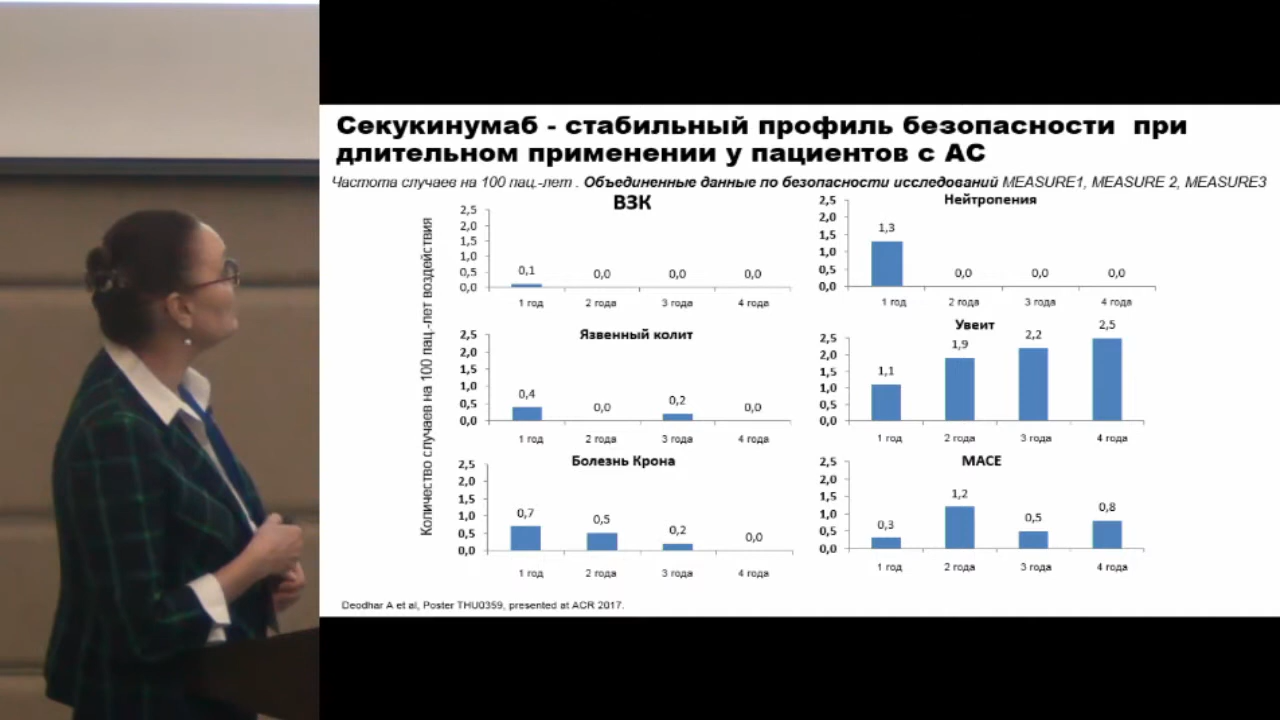 Секукинумаб - стабильный профиль безопасности при
длительном применении у пациентов с АС
Частота случаев на 100 пац.-лет . Объединенные данные по безопасности исследований MEASURE1, MEASURE 2, MEASURE3
Количество случаев на 100 пац.-лет воздействия
ВЗК
2,5
2,0
1,5
1,0
0,5
0,0
0,1
0,0
0,0
0,0
1 год
2 года
3 года
4 года
Нейтропения
2,5
2,0
1,5
1,0
0,5
0,0
1,3
0,0
0,0
0,0
1 год
2 года
3 года
4 года
Язвенный колит
2,5
2,0
1,5
1,0
0,5
0,0
0,4
0,0
0,2
0,0
1 год
2 года
3 года
4 года
Увеит
2,5
2,0
1,5
1,0
0,5
0,0
1,1
1,9
2,2
2,5
1 год
2 года
3 года
4 года
Болезнь Крона
2,5
2,0
1,5
1,0
0,5
0,0
0,7
0,5
0,2
0,0
1 год
2 года
3 года
4 года
MACE
2,5
2,0
1,5
1,0
0,5
0,0
0,3
1,2
0,5
0,8
1 год
2 года
3 года
4 года
Deodhar A et al, Poster THU0359, presented at ACR 2017.